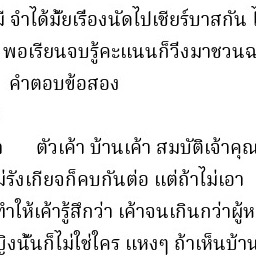 จำได้มั้ยเรื่องนัดไปเชียร์บาสกัน
พอเรียนจบรู้คะแนนก็วิ่งมาชวนฉ
คำตอบข้อสอง
ตัวเค้า บ้านเค้า สมบัติเจ้าคุณ
รังเกียจก็คบกันต่อ แต่ถ้าไม่เอา
ทำให้เค้ารู้สึกว่า เค้าจนเกินกว่าผู้ห
นั้นก็ไม่ใช่ใคร แหงๆ ถ้าเห็นบ้าน